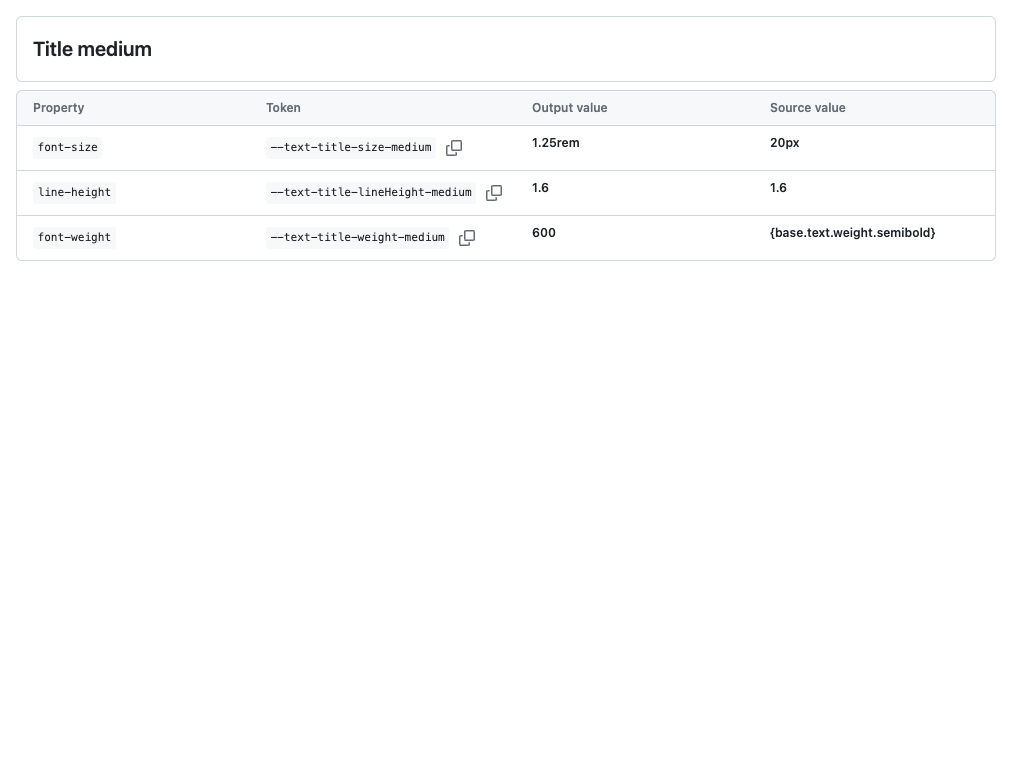 Title medium
Property Token Output value Source value
font-size --text-title-size-medium 1.25rem 20px
line-height --text-title-lineHeight-medium 1.6 1.6
font-weight --text-title-weight-medium 600 {base.text.weight.semibold}